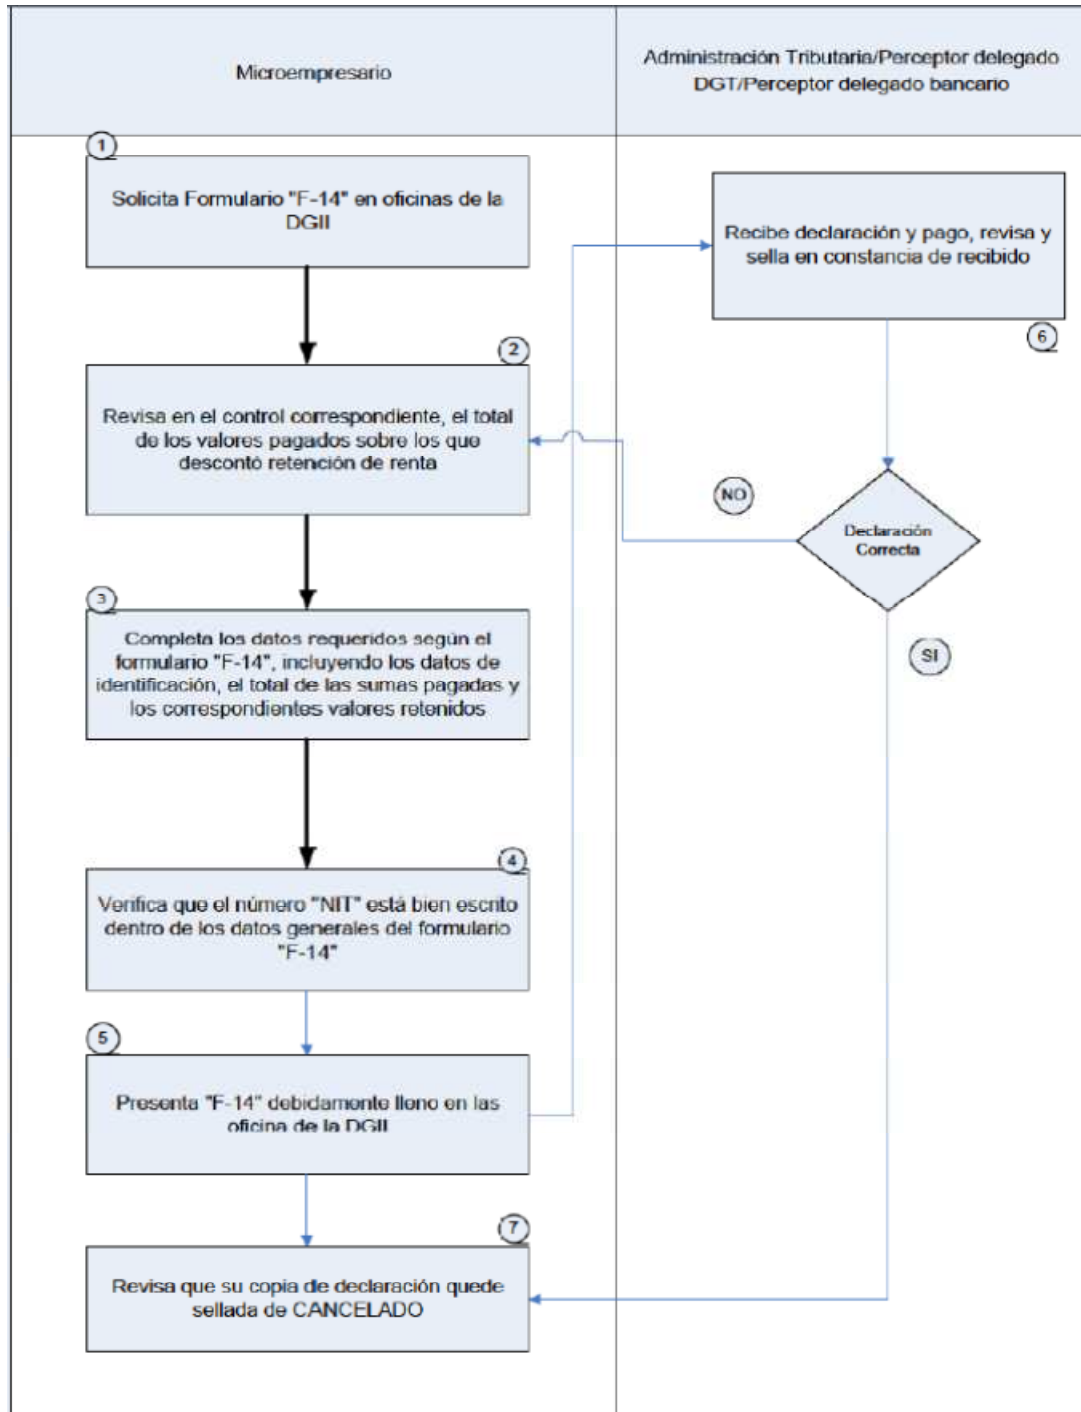 Microempresario
Administración Tributaria/Perceptor delegado
DGT/Perceptor delegado bancario
1
Solicita Formulario "F-14" en oficinas de la
DGII
Recibe declaración y pago, revisa y
sella en constancia de recibido
6
2
Revisa en el control correspondiente, el total
de los valores pagados sobre los que
descontó retención de renta
NO
Declaración
Correcta
SI
3
Completa los datos requeridos según el
formulario "F-14", incluyendo los datos de
identificación, el total de las sumas pagadas y
los correspondientes valores retenidos
4
Verifica que el número "NIT" está bien escrito
dentro de los datos generales del formulario
"F-14"
5
Presenta "F-14" debidamente lleno en las
oficina de la DGII
7
Revisa que su copia de declaración quede
sellada de CANCELADO